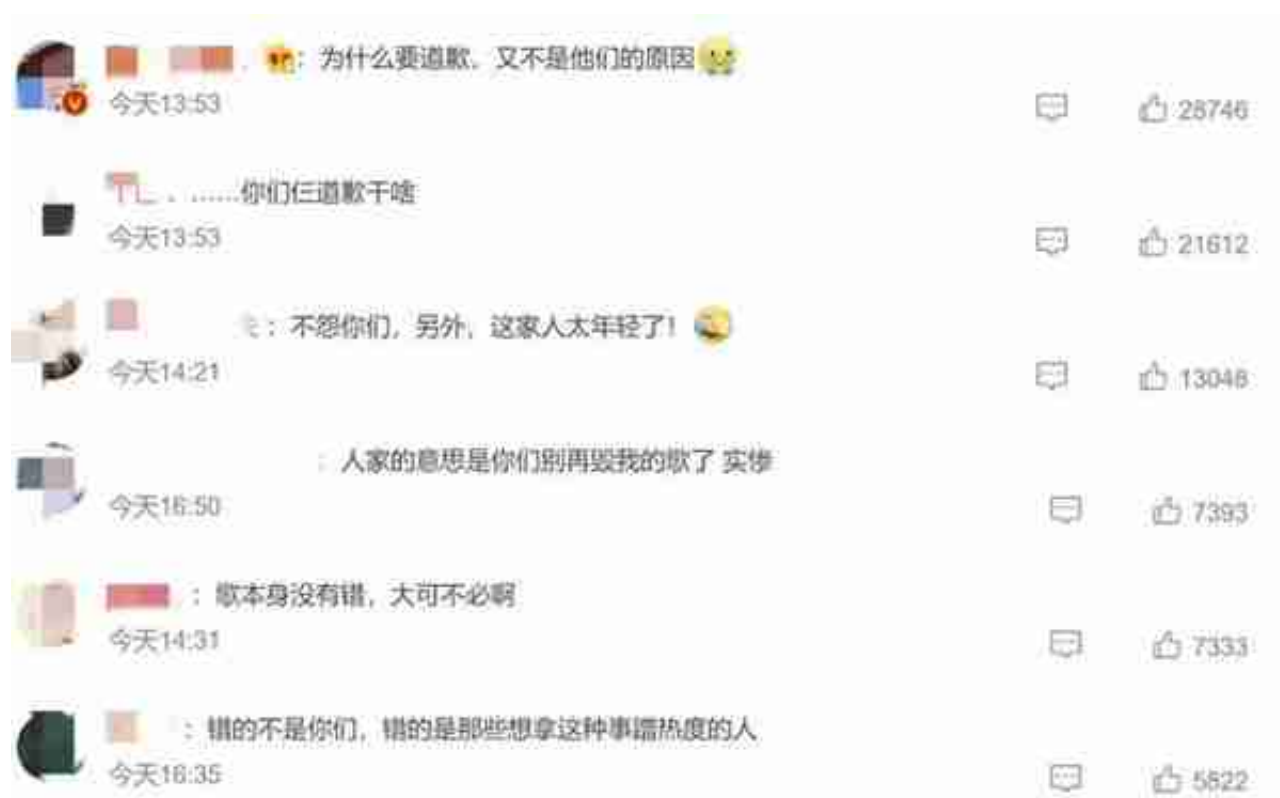 : 为什么要道歉，又不是他们的原因
今天13:53
28746
……你们仨道歉干啥
今天13:53
21612
: 不怨你们，另外，这家人太年轻了!
今天14:21
13048
: 人家的意思是你们别再毁我的歌了 实惨
今天16:50
7393
: 歌本身没有错，大可不必啊
今天14:31
7333
: 错的不是你们，错的是那些想拿这种事蹭热度的人
今天16:35
5822